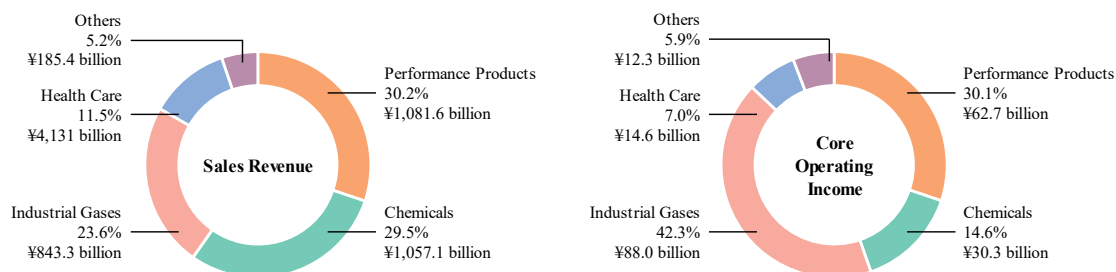 Others
5.2%
¥185.4 billion
Health Care
11.5%
¥4,131 billion
Industrial Gases
23.6%
¥843.3 billion
Sales Revenue
Performance Products
30.2%
¥1,081.6 billion
Chemicals
29.5%
¥1,057.1 billion
Others
5.9%
¥12.3 billion
Health Care
7.0%
¥14.6 billion
Industrial Gases
42.3%
¥88.0 billion
Core
Operating
Income
Performance Products
30.1%
¥62.7 billion
Chemicals
14.6%
¥30.3 billion